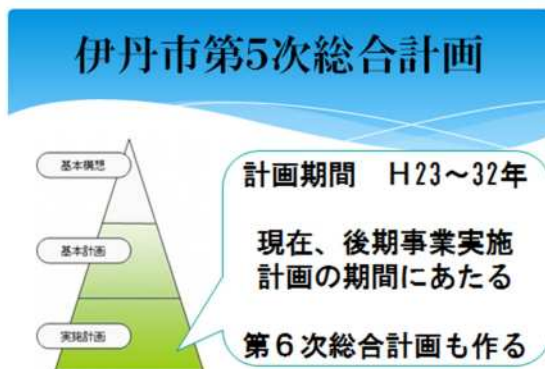 伊丹市第5次総合計画
基本構想
基本計画
実施計画
計画期間　H23～32年
現在、後期事業実施
計画の期間にあたる
第６次総合計画も作る